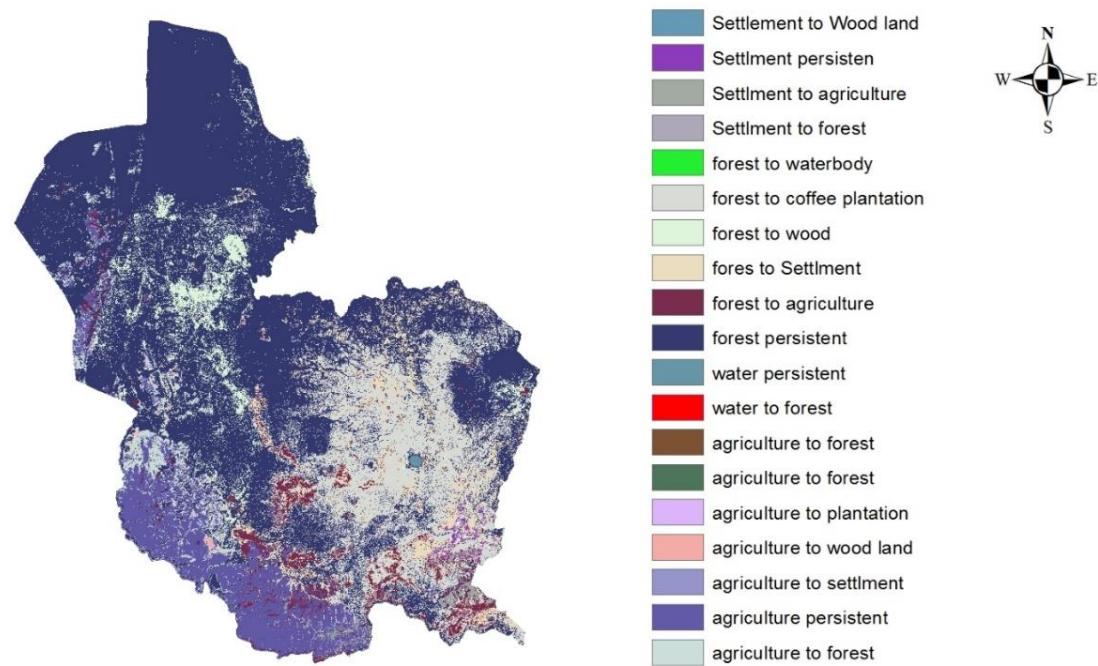 Settlement to Wood land
Settlment persisten
Settlment to agriculture
Settlment to forest
forest to waterbody
forest to coffee plantation
forest to wood
fores to Settlment
forest to agriculture
forest persistent
water persistent
water to forest
agriculture to forest
agriculture to forest
agriculture to plantation
agriculture to wood land
agriculture to settlment
agriculture persistent
agriculture to forest
N
W E
S